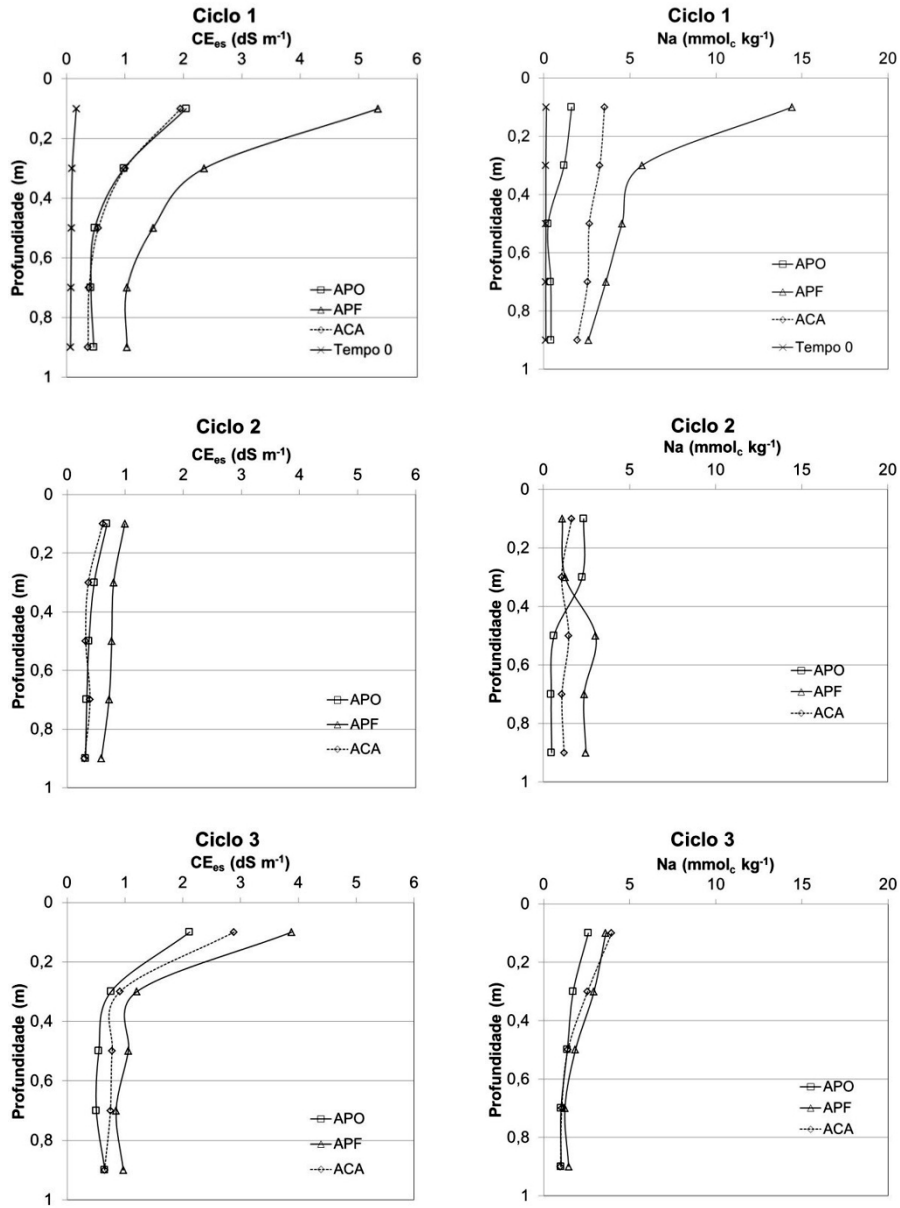 Ciclo 1
CEes (dS m-1)
0 1 2 3 4 5 6
0
0,2
0,4
0,6
0,8
1
Profundidade (m)
APO
APF
ACA
Tempo 0
Ciclo 1
Na (mmolc kg-1)
0 5 10 15 20
0
0,2
0,4
0,6
0,8
1
Profundidade (m)
APO
APF
ACA
Tempo 0
Ciclo 2
CEes (dS m-1)
0 1 2 3 4 5 6
0
0,2
0,4
0,6
0,8
1
Profundidade (m)
APO
APF
ACA
Ciclo 2
Na (mmolc kg-1)
0 5 10 15 20
0
0,2
0,4
0,6
0,8
1
Profundidade (m)
APO
APF
ACA
Ciclo 3
CEes (dS m-1)
0 1 2 3 4 5 6
0
0,2
0,4
0,6
0,8
1
Profundidade (m)
APO
APF
ACA
Ciclo 3
Na (mmolc kg-1)
0 5 10 15 20
0
0,2
0,4
0,6
0,8
1
Profundidade (m)
APO
APF
ACA